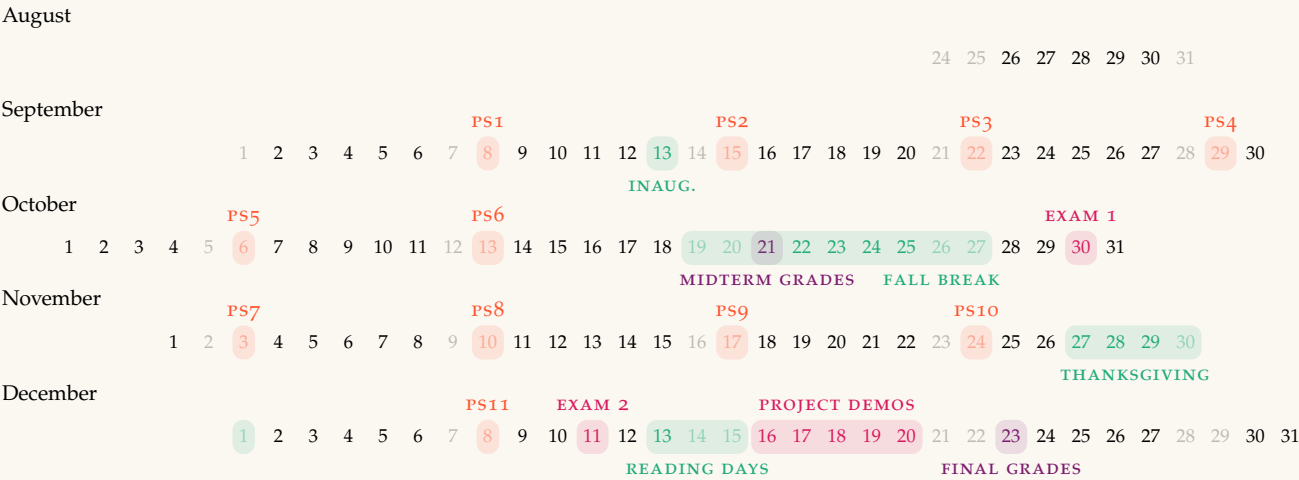 August
24 25 26 27 28 29 30 31
September
PS1 PS2 PS3 PS4
1 2 3 4 5 6 7 8 9 10 11 12 13 14 15 16 17 18 19 20 21 22 23 24 25 26 27 28 29 30
INAUG.
October
PS5 PS6 EXAM 1
1 2 3 4 5 6 7 8 9 10 11 12 13 14 15 16 17 18 19 20 21 22 23 24 25 26 27 28 29 30 31
MIDTERM GRADES FALL BREAK
November
PS7 PS8 PS9 PS10
1 2 3 4 5 6 7 8 9 10 11 12 13 14 15 16 17 18 19 20 21 22 23 24 25 26 27 28 29 30
THANKSGIVING
December
PS11 EXAM 2 PROJECT DEMOS
1 2 3 4 5 6 7 8 9 10 11 12 13 14 15 16 17 18 19 20 21 22 23 24 25 26 27 28 29 30 31
READING DAYS FINAL GRADES